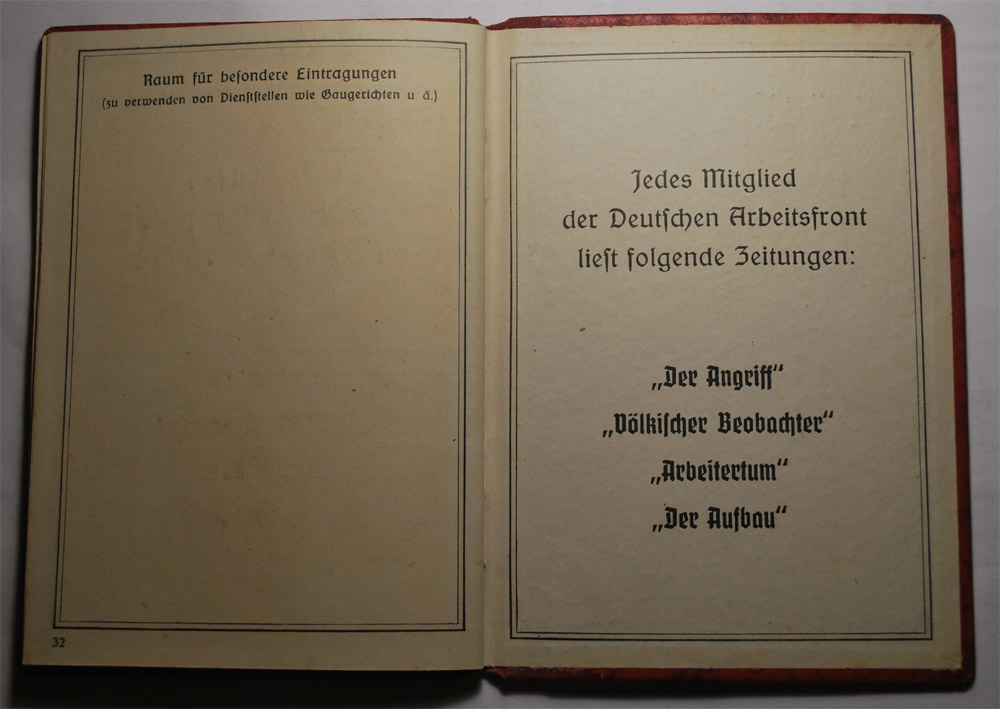 Raum für besondere Eintragungen
(zu verwenden von Dienststellen wie Gaugerichten u ä.)
32
Jedes Mitglied
der Deutschen Arbeitsfront
liest folgende Zeitungen:
„Der Angriff“
„Völkischer Beobachter“
„Arbeitertum“
„Der Aufbau“